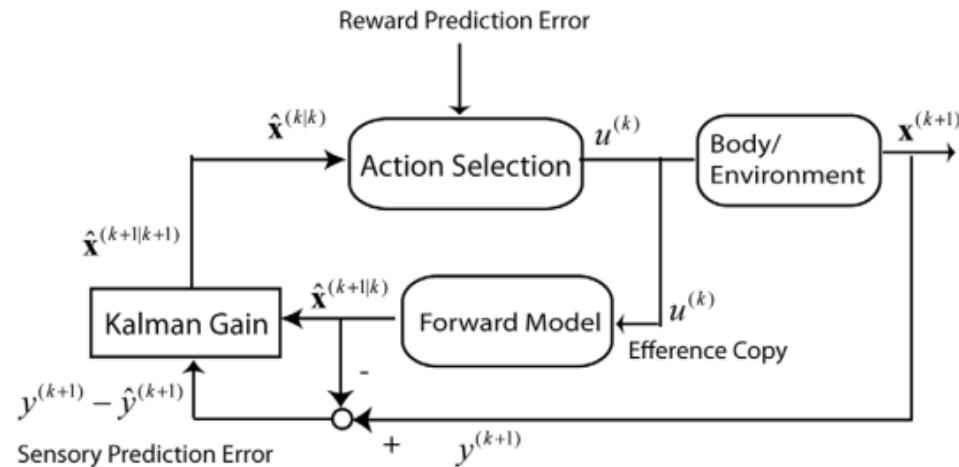 Reward Prediction Error
x̂^(k|k)
u^(k)
x^(k+1)
Action Selection
Body/
Environment
x̂^(k+1|k+1)
x̂^(k+1|k)
Kalman Gain
Forward Model
u^(k)
Efference Copy
-
y^(k+1) − ŷ^(k+1)
+
y^(k+1)
Sensory Prediction Error